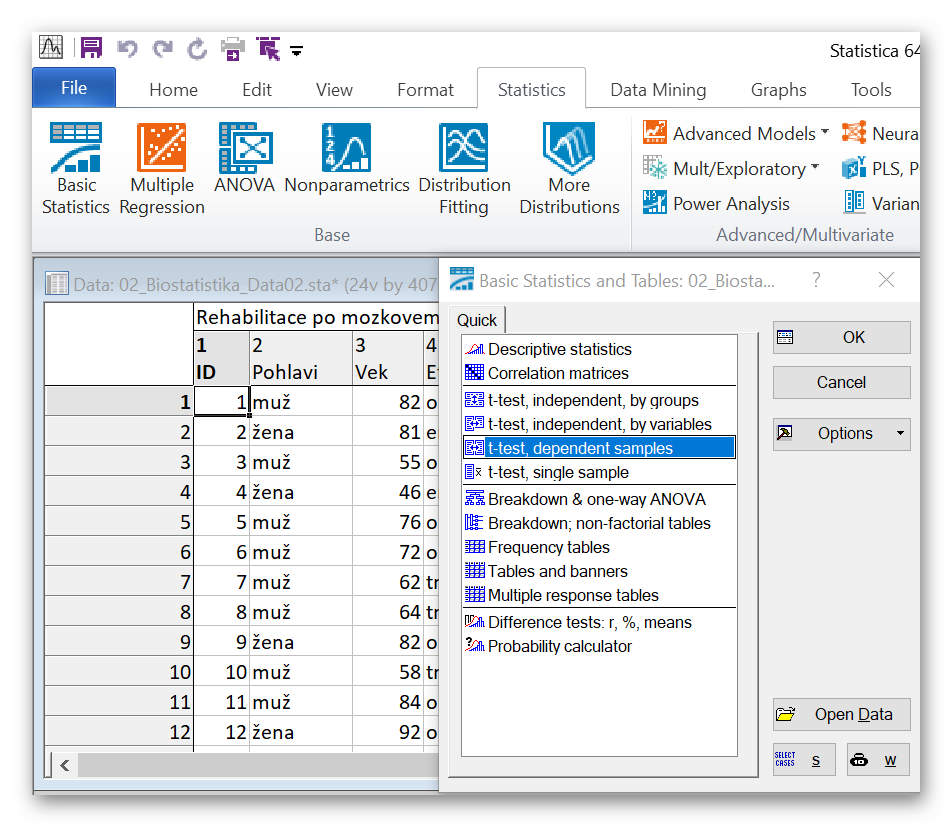 Statistica 64
File Home Edit View Format Statistics Data Mining Graphs Tools
Basic Statistics
Multiple Regression
ANOVA
Nonparametrics
Distribution Fitting
More Distributions
Base
Advanced Models
Mult/Exploratory
Power Analysis
Neura
PLS, P
Varian
Advanced/Multivariate
Data: 02_Biostatistika_Data02.sta* (24v by 407
Rehabilitace po mozkovem
1 2 3 4
ID Pohlavi Vek E
1 1 muž 82 o
2 2 žena 81 e
3 3 muž 55 o
4 4 žena 46 e
5 5 muž 76 o
6 6 muž 72 o
7 7 muž 62 tr
8 8 muž 64 tr
9 9 žena 82 o
10 10 muž 58 tr
11 11 muž 84 o
12 12 žena 92 o
Basic Statistics and Tables: 02_Biosta...
Quick
Descriptive statistics
Correlation matrices
t-test, independent, by groups
t-test, independent, by variables
t-test, dependent samples
t-test, single sample
Breakdown & one-way ANOVA
Breakdown; non-factorial tables
Frequency tables
Tables and banners
Multiple response tables
Difference tests: r, %, means
Probability calculator
OK
Cancel
Options
Open Data
SELECT CASES S
W